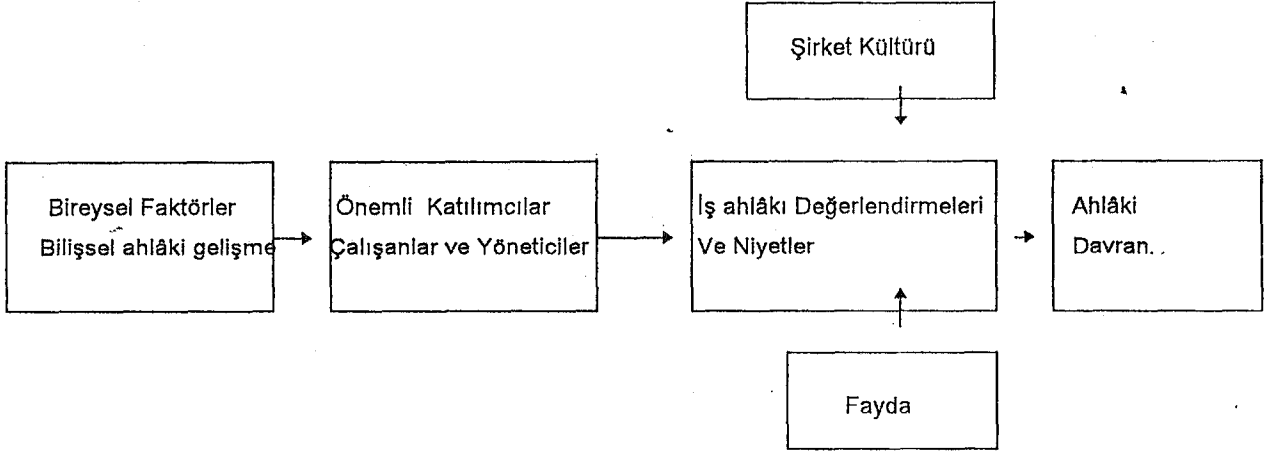 Şirket Kültürü
Bireysel Faktörler
Bilişsel ahlâki gelişme
Önemli Katılımcılar
Çalışanlar ve Yöneticiler
İş ahlâkı Değerlendirmeleri
Ve Niyetler
Ahlâki
Davran. .
Fayda